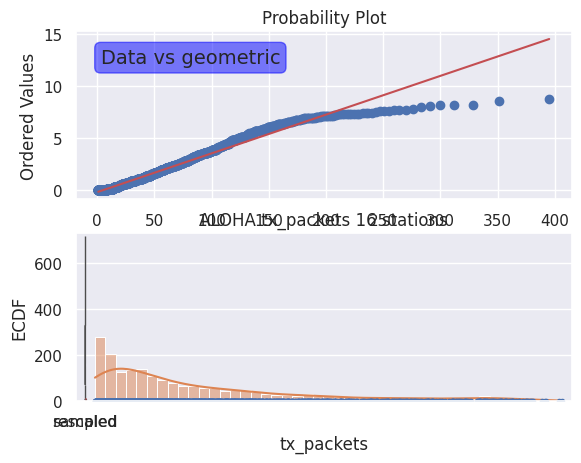 Probability Plot
15
10
5
0
Ordered Values
Data vs geometric
0 50 100 150 200 250 300 350 400
ALOHA tx_packets 16 stations
600
400
200
0
ECDF
sampled
tx_packets